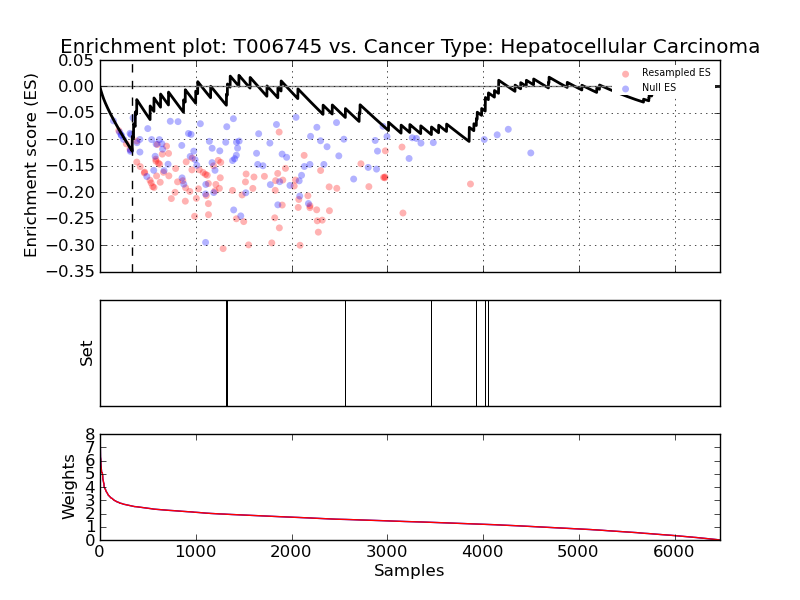 Enrichment plot: T006745 vs. Cancer Type: Hepatocellular Carcinoma
Enrichment score (ES)
0.05
0.00
−0.05
−0.10
−0.15
−0.20
−0.25
−0.30
−0.35
Resampled ES
Null ES
Set
Weights
8
7
6
5
4
3
2
1
0
0 1000 2000 3000 4000 5000 6000
Samples